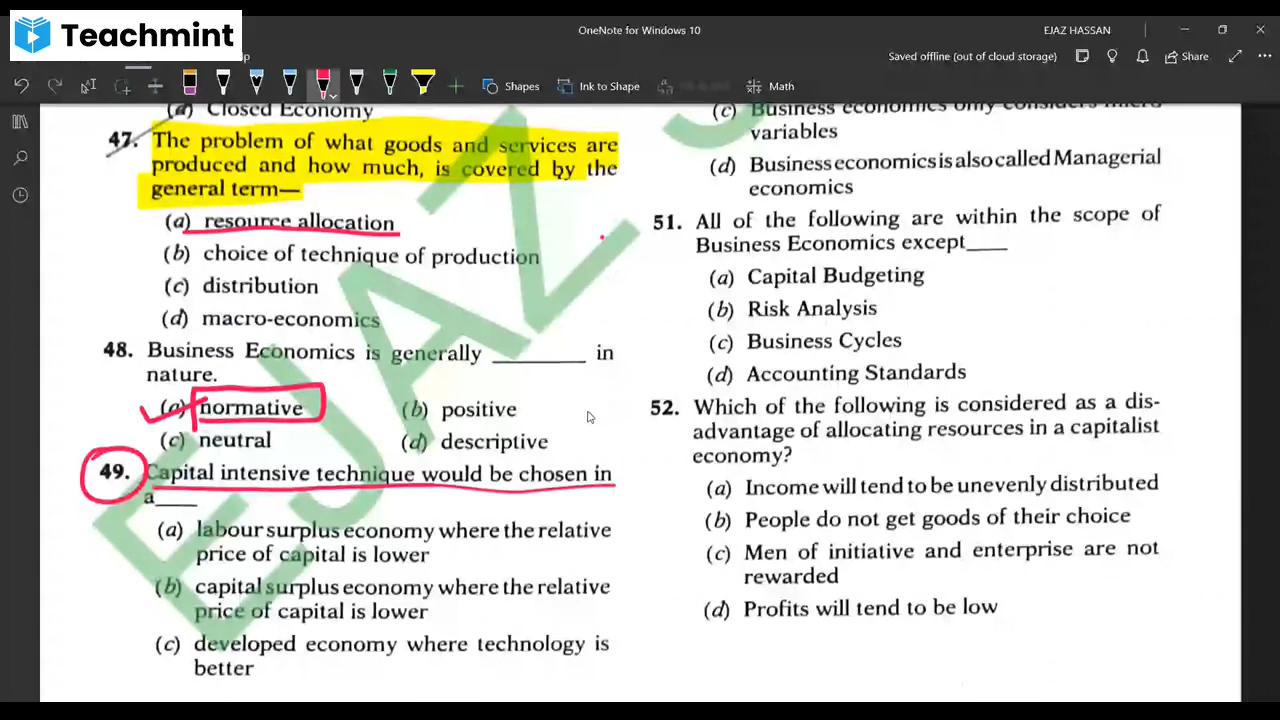 Teachmint
OneNote for Windows 10
EJAZ HASSAN
Saved offline (out of cloud storage)
Share
Shapes
Ink to Shape
Math
(d) Closed Economy
47. The problem of what goods and services are
produced and how much, is covered by the
general term—
(a) resource allocation
(b) choice of technique of production
(c) distribution
(d) macro-economics
48. Business Economics is generally ________ in
nature.
(a) normative (b) positive
(c) neutral (d) descriptive
49. Capital intensive technique would be chosen in
a____
(a) labour surplus economy where the relative
price of capital is lower
(b) capital surplus economy where the relative
price of capital is lower
(c) developed economy where technology is
better
(c) Business economics only considers micro
variables
(d) Business economics is also called Managerial
economics
51. All of the following are within the scope of
Business Economics except____
(a) Capital Budgeting
(b) Risk Analysis
(c) Business Cycles
(d) Accounting Standards
52. Which of the following is considered as a dis-
advantage of allocating resources in a capitalist
economy?
(a) Income will tend to be unevenly distributed
(b) People do not get goods of their choice
(c) Men of initiative and enterprise are not
rewarded
(d) Profits will tend to be low
EJAZ